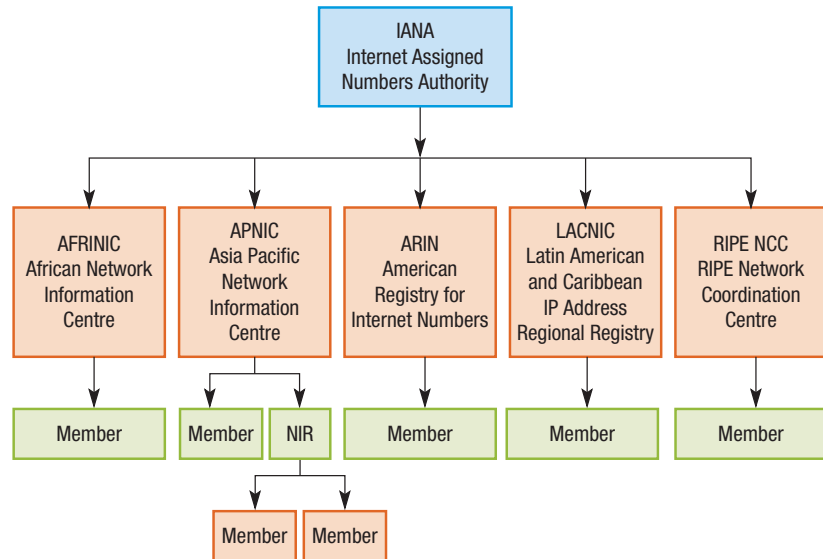 IANA
Internet Assigned
Numbers Authority
AFRINIC
African Network
Information
Centre
APNIC
Asia Pacific
Network
Information
Centre
ARIN
American
Registry for
Internet Numbers
LACNIC
Latin American
and Caribbean
IP Address
Regional Registry
RIPE NCC
RIPE Network
Coordination
Centre
Member
Member
NIR
Member
Member
Member
Member
Member